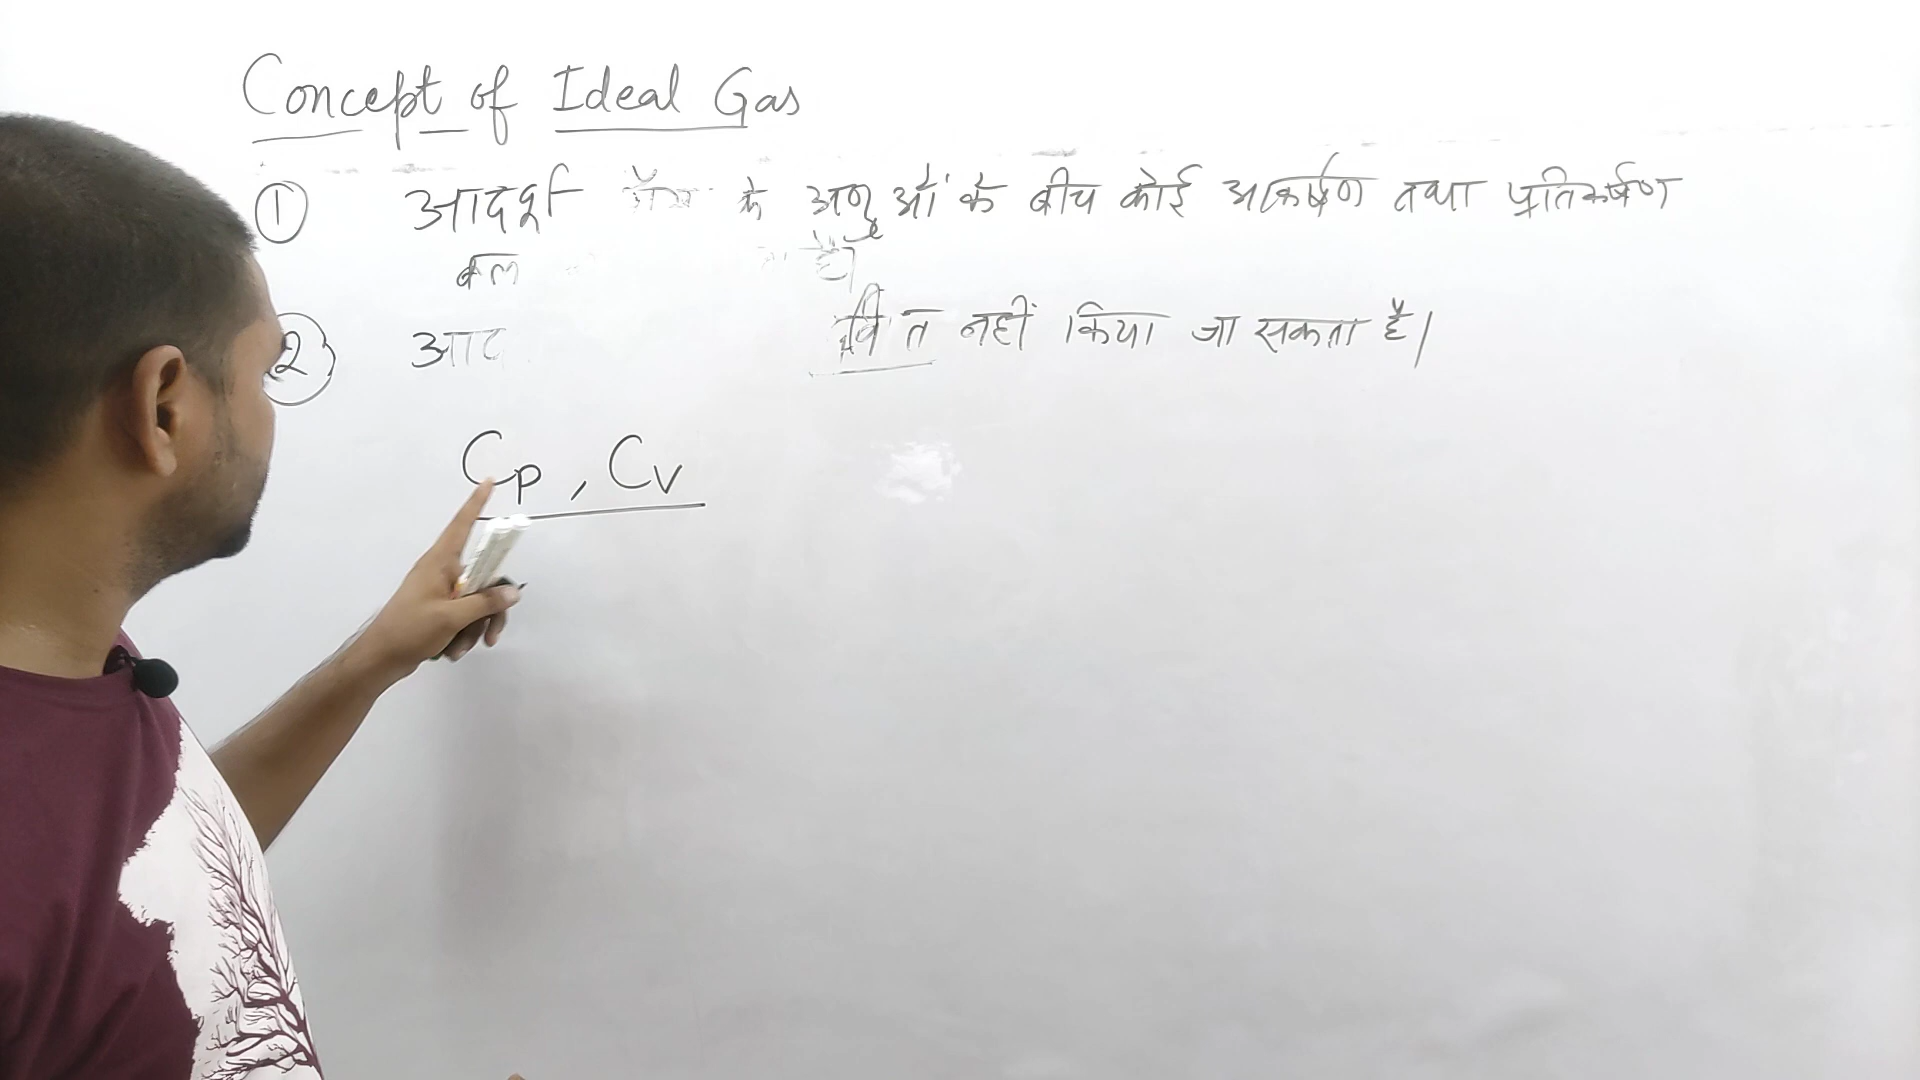 Concept of Ideal Gas
① आदर्श के अणुओं के बीच कोई आकर्षण तथा प्रतिकर्षण
बल है।
② नहीं किया जा सकता है।
Cp, Cv